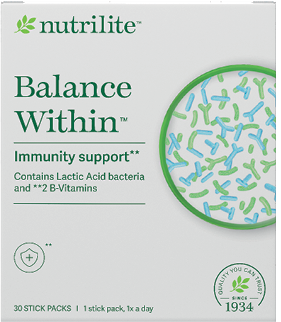 nutrilite™
Balance
Within™
Immunity support**
Contains Lactic Acid bacteria
and **2 B-Vitamins
**
30 STICK PACKS | 1 stick pack, 1x a day
QUALITY YOU CAN TRUST
SINCE
1934